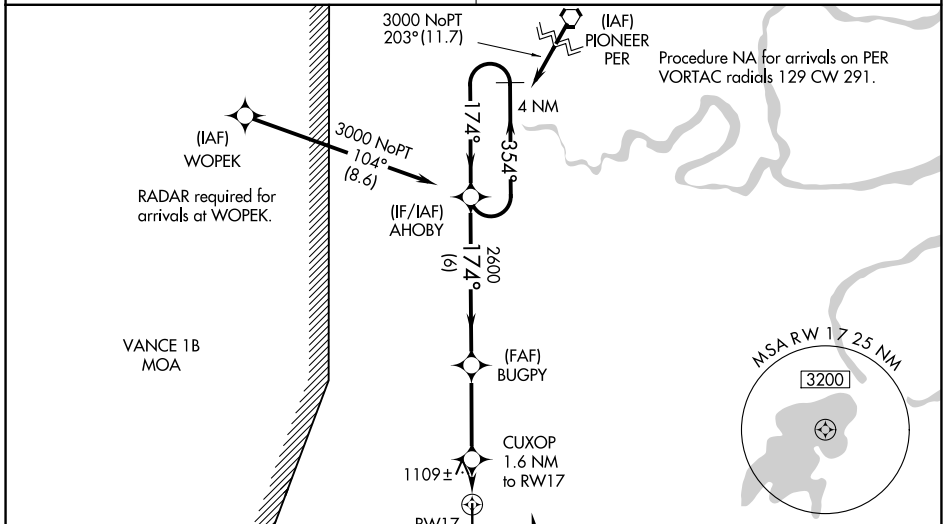 3000 NoPT
203° (11.7)
(IAF)
PIONEER
PER
Procedure NA for arrivals on PER
VORTAC radials 129 CW 291.
4 NM
174°
354°
(IAF)
WOPEK
3000 NoPT
104°
(8.6)
RADAR required for
arrivals at WOPEK.
(IF/IAF)
AHOBY
2600
174°
(6)
VANCE 1B
MOA
(FAF)
BUGPY
MSA RW 17 25 NM
3200
CUXOP
1.6 NM
to RW17
1109±
RW17